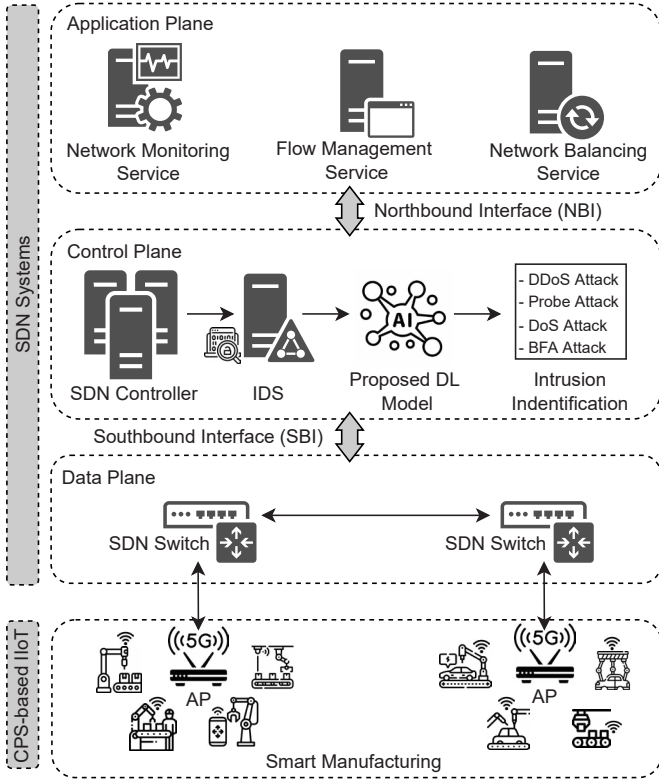 Application Plane
Network Monitoring
Service
Flow Management
Service
Network Balancing
Service
Northbound Interface (NBI)
SDN Systems
Control Plane
SDN Controller
IDS
AI
Proposed DL
Model
- DDoS Attack
- Probe Attack
- DoS Attack
- BFA Attack
Intrusion
Indentification
Southbound Interface (SBI)
Data Plane
SDN Switch
SDN Switch
CPS-based IIoT
((5G))
AP
((5G))
AP
Smart Manufacturing